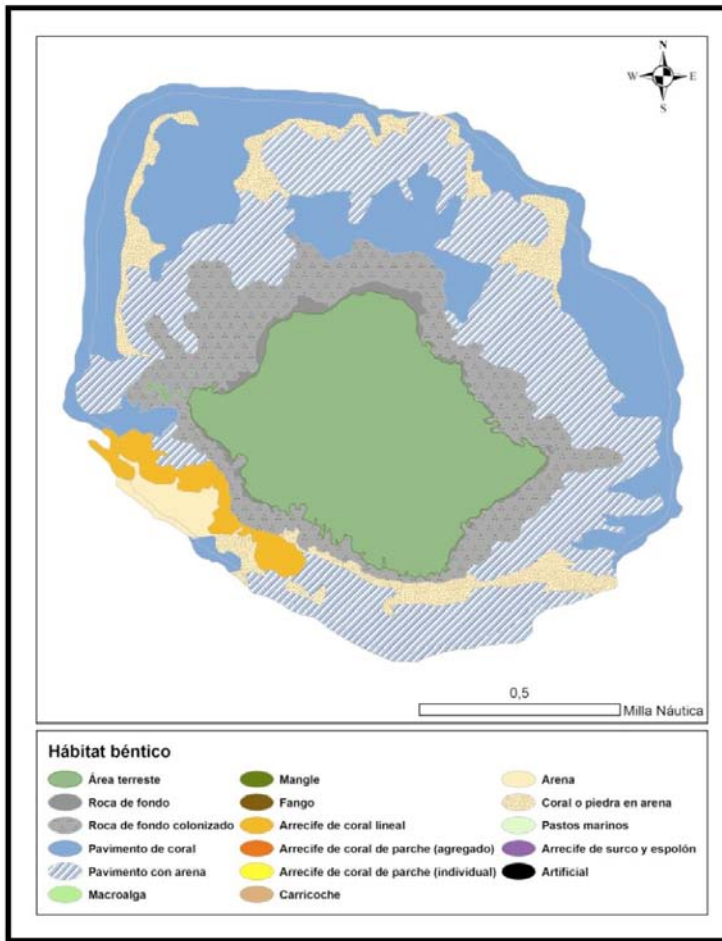 N
W E
S
0,5
Milla Náutica
Hábitat béntico
Área terreste
Roca de fondo
Roca de fondo colonizado
Pavimento de coral
Pavimento con arena
Macroalga
Mangle
Fango
Arrecife de coral lineal
Arrecife de coral de parche (agregado)
Arrecife de coral de parche (individual)
Carricoche
Arena
Coral o piedra en arena
Pastos marinos
Arrecife de surco y espolón
Artificial